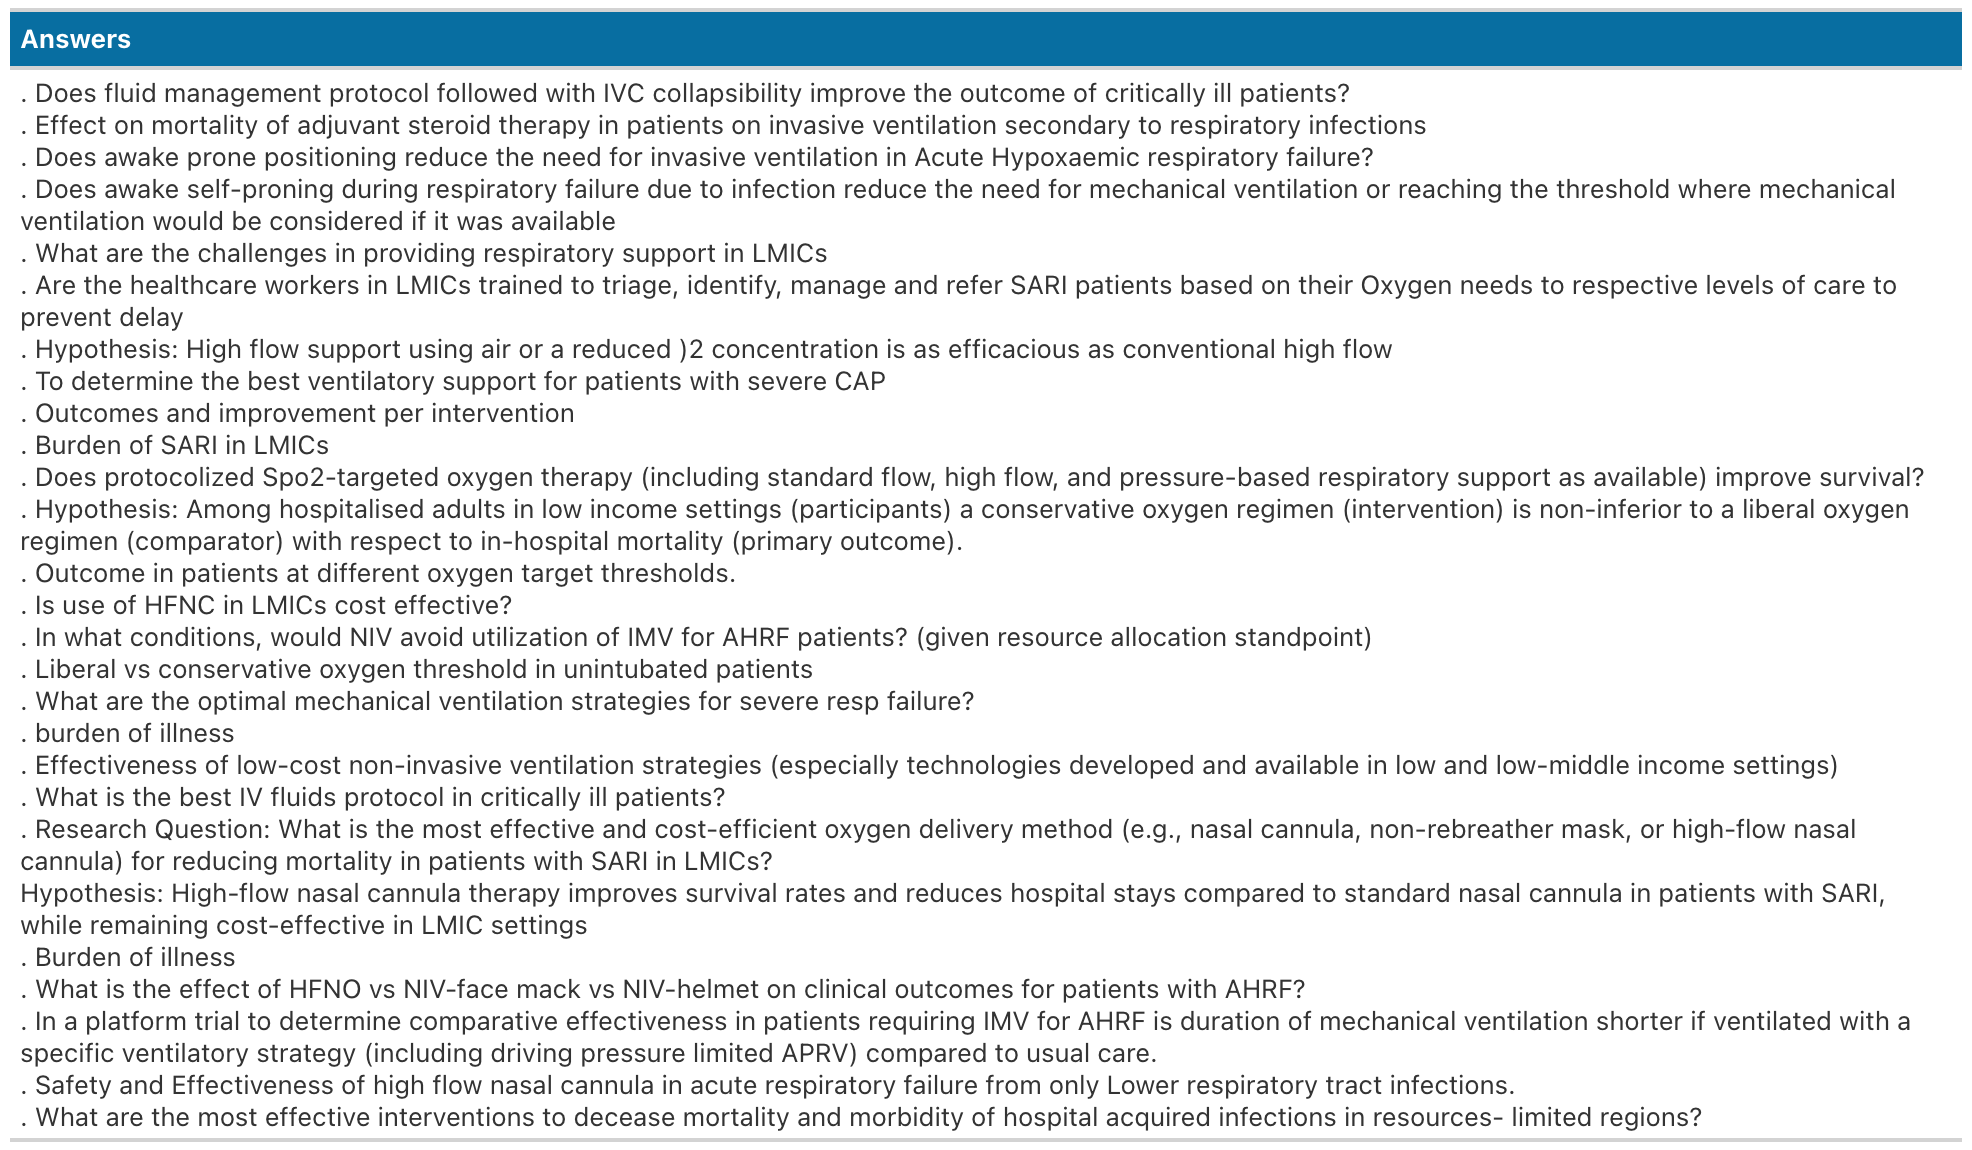 Answers
. Does fluid management protocol followed with IVC collapsibility improve the outcome of critically ill patients?
. Effect on mortality of adjuvant steroid therapy in patients on invasive ventilation secondary to respiratory infections
. Does awake prone positioning reduce the need for invasive ventilation in Acute Hypoxaemic respiratory failure?
. Does awake self-proning during respiratory failure due to infection reduce the need for mechanical ventilation or reaching the threshold where mechanical
ventilation would be considered if it was available
. What are the challenges in providing respiratory support in LMICs
. Are the healthcare workers in LMICs trained to triage, identify, manage and refer SARI patients based on their Oxygen needs to respective levels of care to
prevent delay
. Hypothesis: High flow support using air or a reduced )2 concentration is as efficacious as conventional high flow
. To determine the best ventilatory support for patients with severe CAP
. Outcomes and improvement per intervention
. Burden of SARI in LMICs
. Does protocolized Spo2-targeted oxygen therapy (including standard flow, high flow, and pressure-based respiratory support as available) improve survival?
. Hypothesis: Among hospitalised adults in low income settings (participants) a conservative oxygen regimen (intervention) is non-inferior to a liberal oxygen
regimen (comparator) with respect to in-hospital mortality (primary outcome).
. Outcome in patients at different oxygen target thresholds.
. Is use of HFNC in LMICs cost effective?
. In what conditions, would NIV avoid utilization of IMV for AHRF patients? (given resource allocation standpoint)
. Liberal vs conservative oxygen threshold in unintubated patients
. What are the optimal mechanical ventilation strategies for severe resp failure?
. burden of illness
. Effectiveness of low-cost non-invasive ventilation strategies (especially technologies developed and available in low and low-middle income settings)
. What is the best IV fluids protocol in critically ill patients?
. Research Question: What is the most effective and cost-efficient oxygen delivery method (e.g., nasal cannula, non-rebreather mask, or high-flow nasal
cannula) for reducing mortality in patients with SARI in LMICs?
Hypothesis: High-flow nasal cannula therapy improves survival rates and reduces hospital stays compared to standard nasal cannula in patients with SARI,
while remaining cost-effective in LMIC settings
. Burden of illness
. What is the effect of HFNO vs NIV-face mack vs NIV-helmet on clinical outcomes for patients with AHRF?
. In a platform trial to determine comparative effectiveness in patients requiring IMV for AHRF is duration of mechanical ventilation shorter if ventilated with a
specific ventilatory strategy (including driving pressure limited APRV) compared to usual care.
. Safety and Effectiveness of high flow nasal cannula in acute respiratory failure from only Lower respiratory tract infections.
. What are the most effective interventions to decease mortality and morbidity of hospital acquired infections in resources- limited regions?